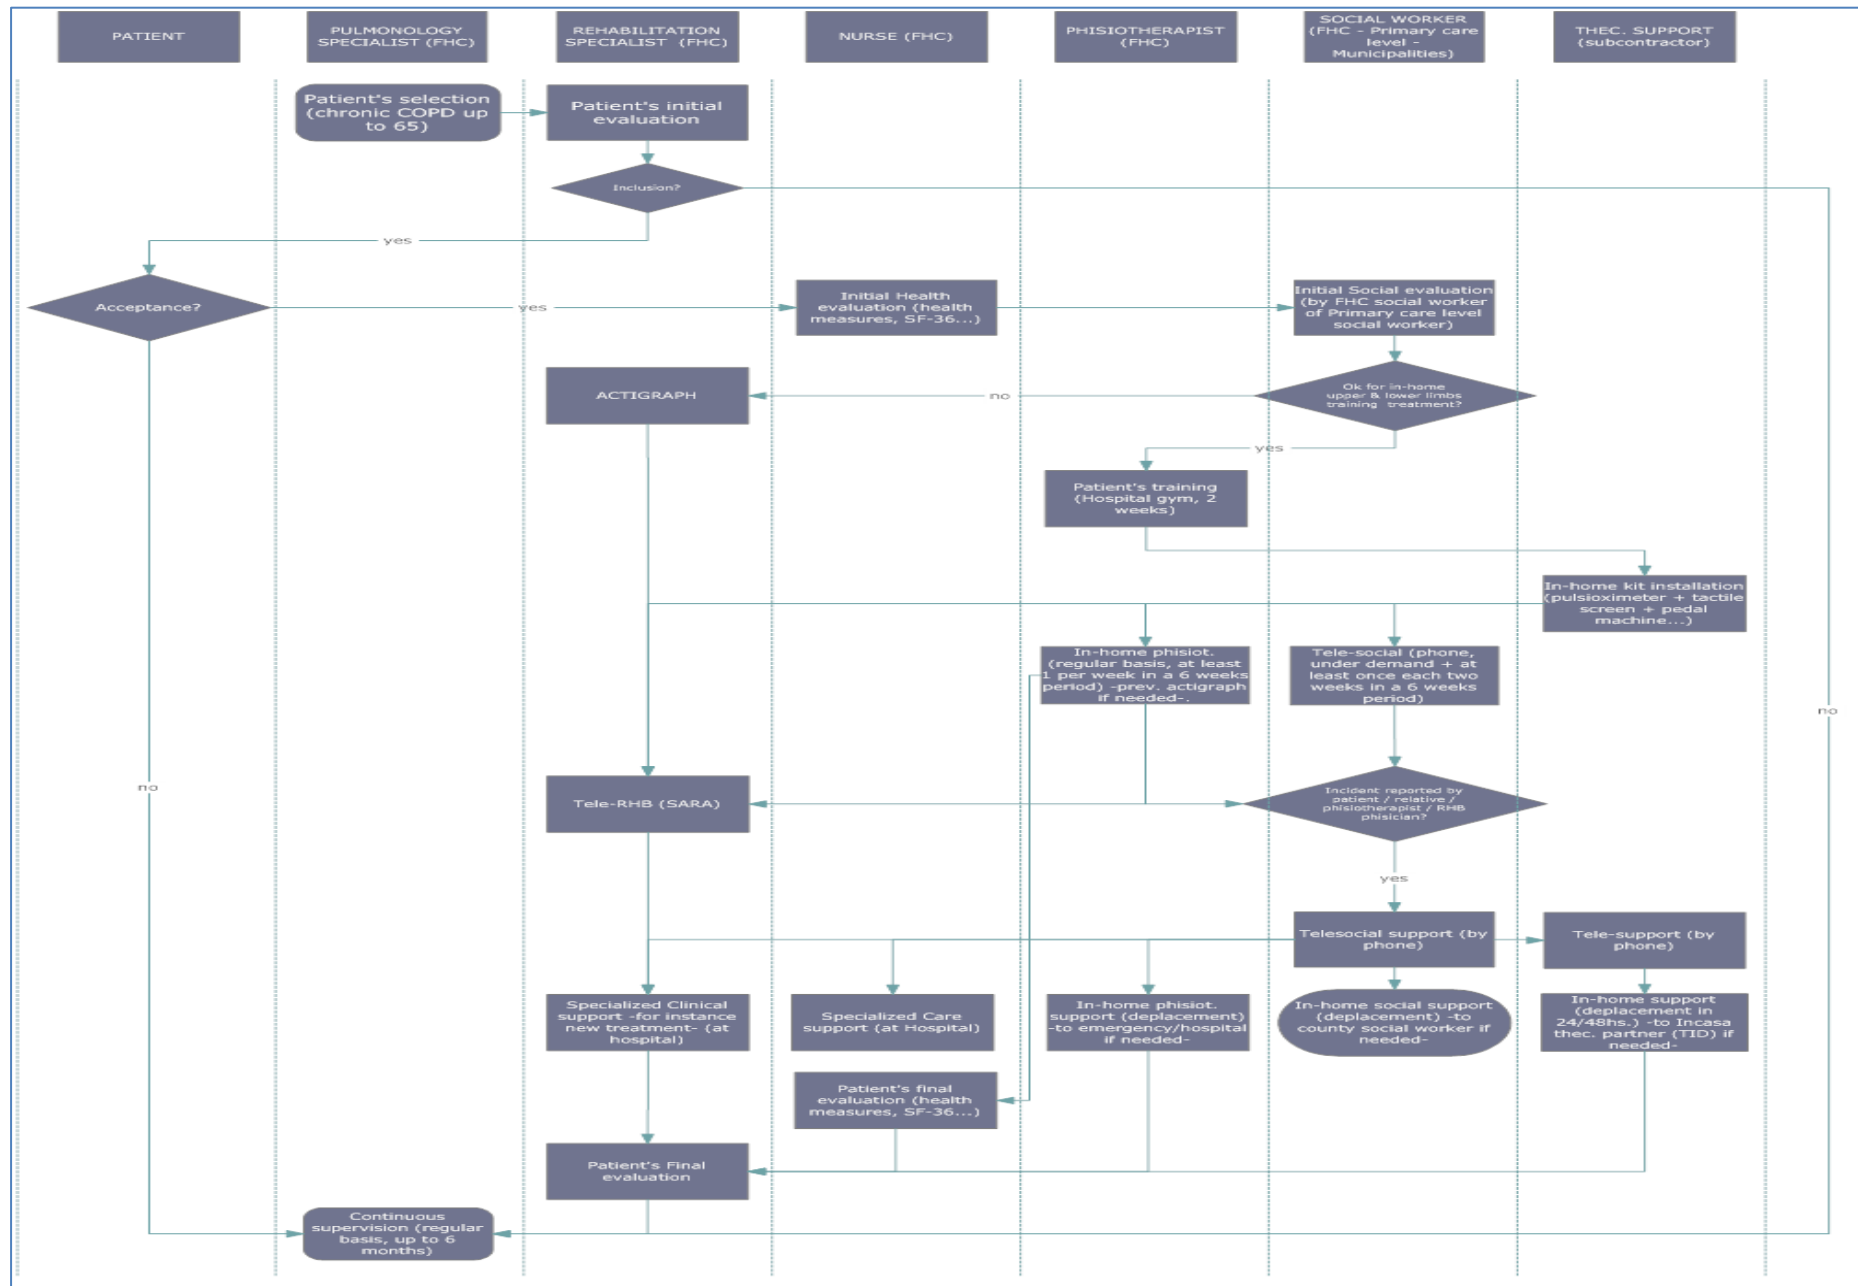 PATIENT
PULMONOLOGY
SPECIALIST (FHC)
REHABILITATION
SPECIALIST (FHC)
NURSE (FHC)
PHISIOTHERAPIST
(FHC)
SOCIAL WORKER
(FHC - Primary care
level -
Municipalities)
THEC. SUPPORT
(subcontractor)
Patient's selection
(chronic COPD up
to 65)
Patient's initial
evaluation
Inclusion?
yes
Acceptance?
yes
Initial Health
evaluation (health
measures, SF-36...)
Initial Social evaluation
(by FHC social worker
of Primary care level
social worker)
ACTIGRAPH
no
Ok for in-home
upper & lower limbs
training treatment?
yes
Patient's training
(Hospital gym, 2
weeks)
In-home kit installation
(pulsioximeter + tactile
screen + pedal
machine...)
In-home phisiot.
(regular basis, at least
1 per week in a 6 weeks
period) -prev. actigraph
if needed-.
Tele-social (phone,
under demand + at
least once each two
weeks in a 6 weeks
period)
no
no
Tele-RHB (SARA)
Incident reported by
patient / relative /
phisiotherapist / RHB
phisician?
yes
Telesocial support (by
phone)
Tele-support (by
phone)
Specialized Clinical
support -for instance
new treatment- (at
hospital)
Specialized Care
support (at Hospital)
In-home phisiot.
support (deplacement)
-to emergency/hospital
if needed-
In-home social support
(deplacement) -to
county social worker if
needed-
In-home support
(deplacement in
24/48hs.) -to Incasa
thec. partner (TID) if
needed-
Patient's final
evaluation (health
measures, SF-36...)
Patient's Final
evaluation
Continuous
supervision (regular
basis, up to 6
months)